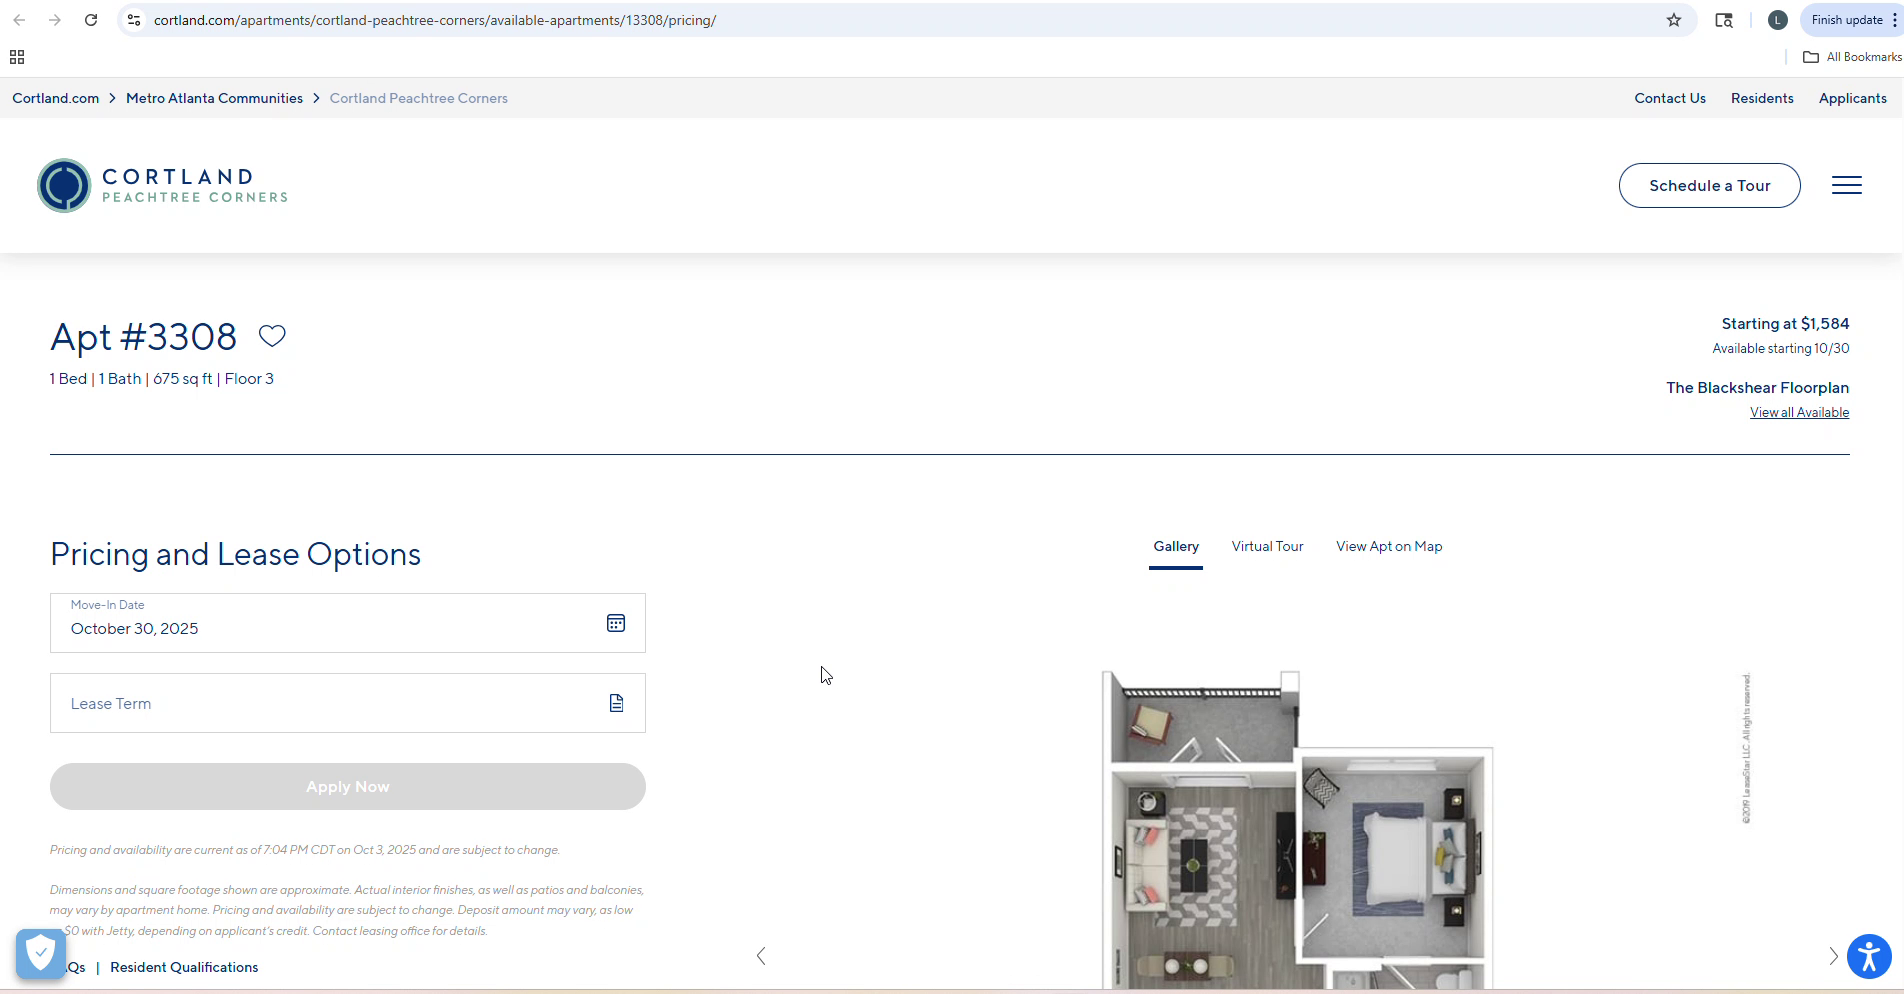 cortland.com/apartments/cortland-peachtree-corners/available-apartments/13308/pricing/
L
Finish update
All Bookmarks
Cortland.com > Metro Atlanta Communities > Cortland Peachtree Corners
Contact Us Residents Applicants
CORTLAND
PEACHTREE CORNERS
Schedule a Tour
Apt #3308
1 Bed | 1 Bath | 675 sq ft | Floor 3
Starting at $1,584
Available starting 10/30
The Blackshear Floorplan
View all Available
Pricing and Lease Options
Move-In Date
October 30, 2025
Lease Term
Apply Now
Pricing and availability are current as of 7:04 PM CDT on Oct 3, 2025 and are subject to change.
Dimensions and square footage shown are approximate. Actual interior finishes, as well as patios and balconies,
may vary by apartment home. Pricing and availability are subject to change. Deposit amount may vary, as low
$0 with Jetty, depending on applicant's credit. Contact leasing office for details.
Qs | Resident Qualifications
Gallery Virtual Tour View Apt on Map
©2019 LeaseStar LLC. All rights reserved.